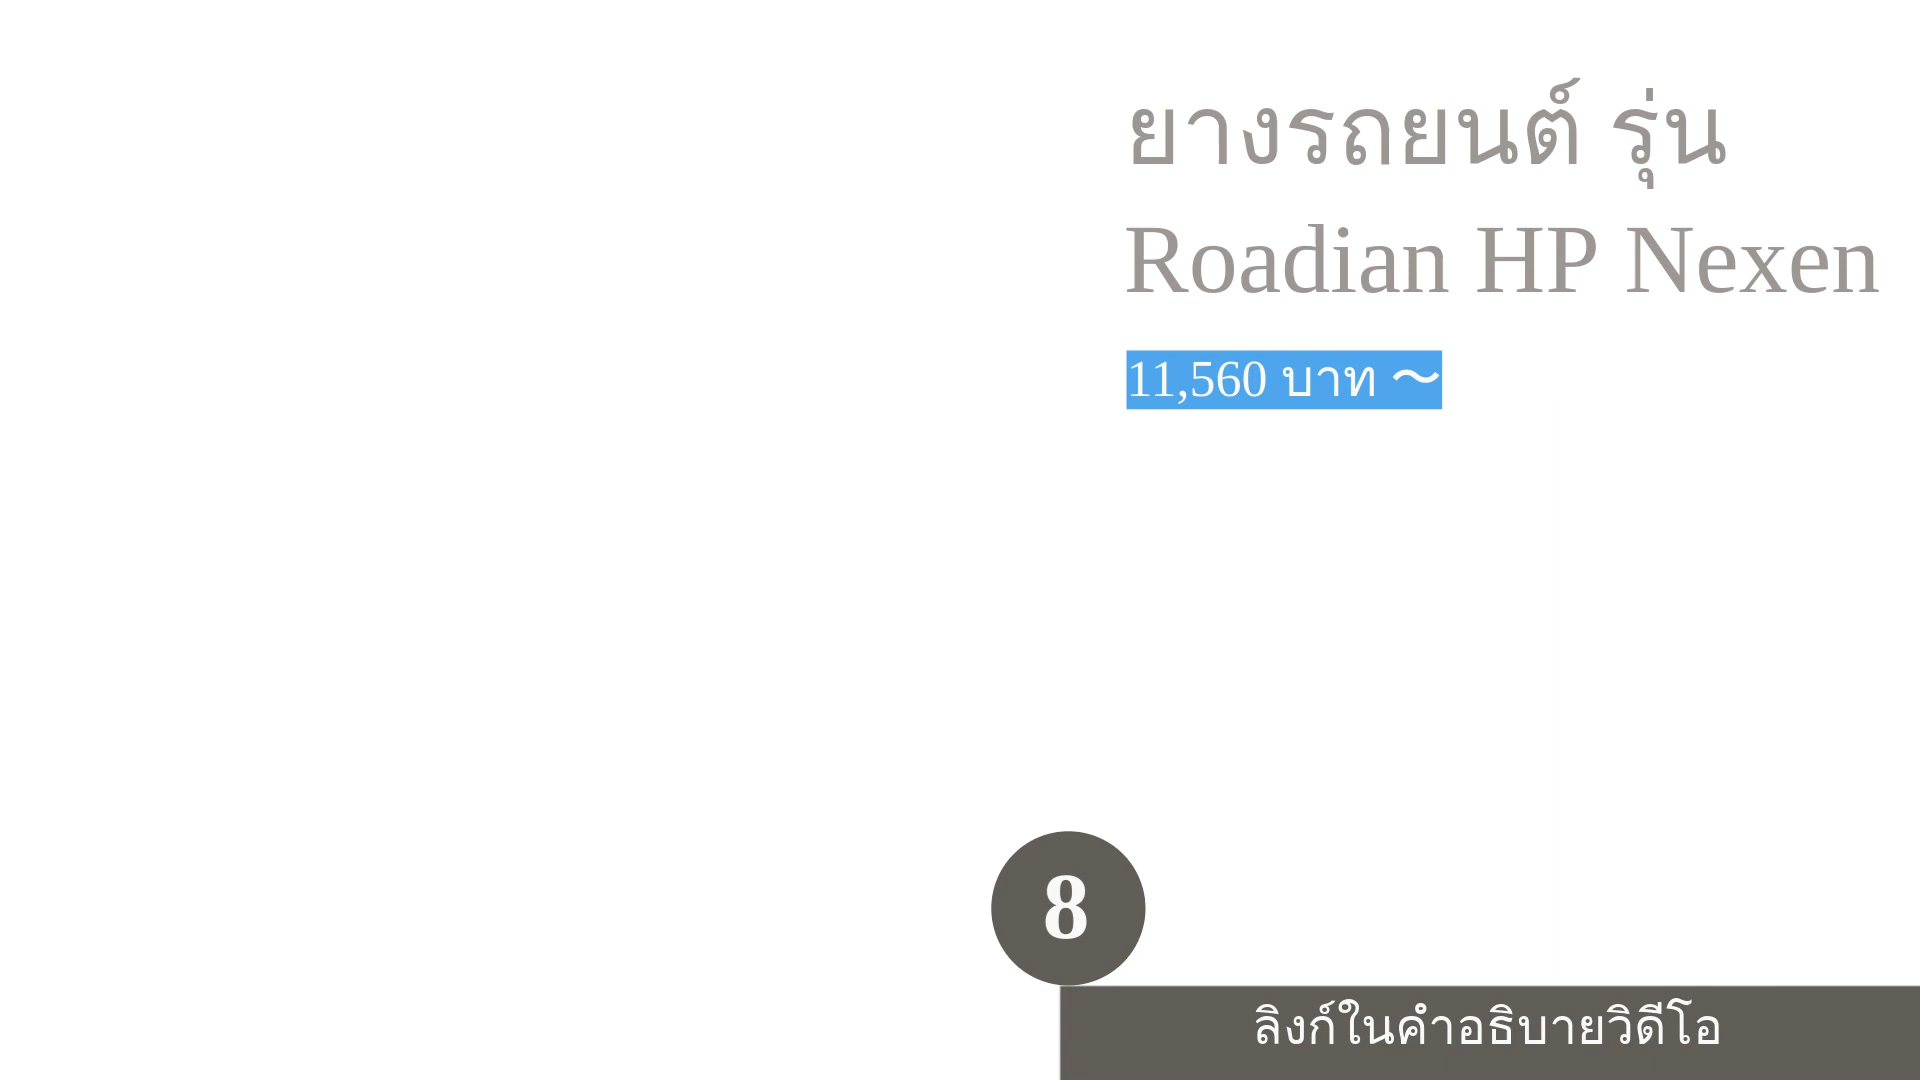 ยางรถยนต์ รุ่น
Roadian HP Nexen
11,560 บาท 〜
8
ลิงก์ในคำอธิบายวิดีโอ